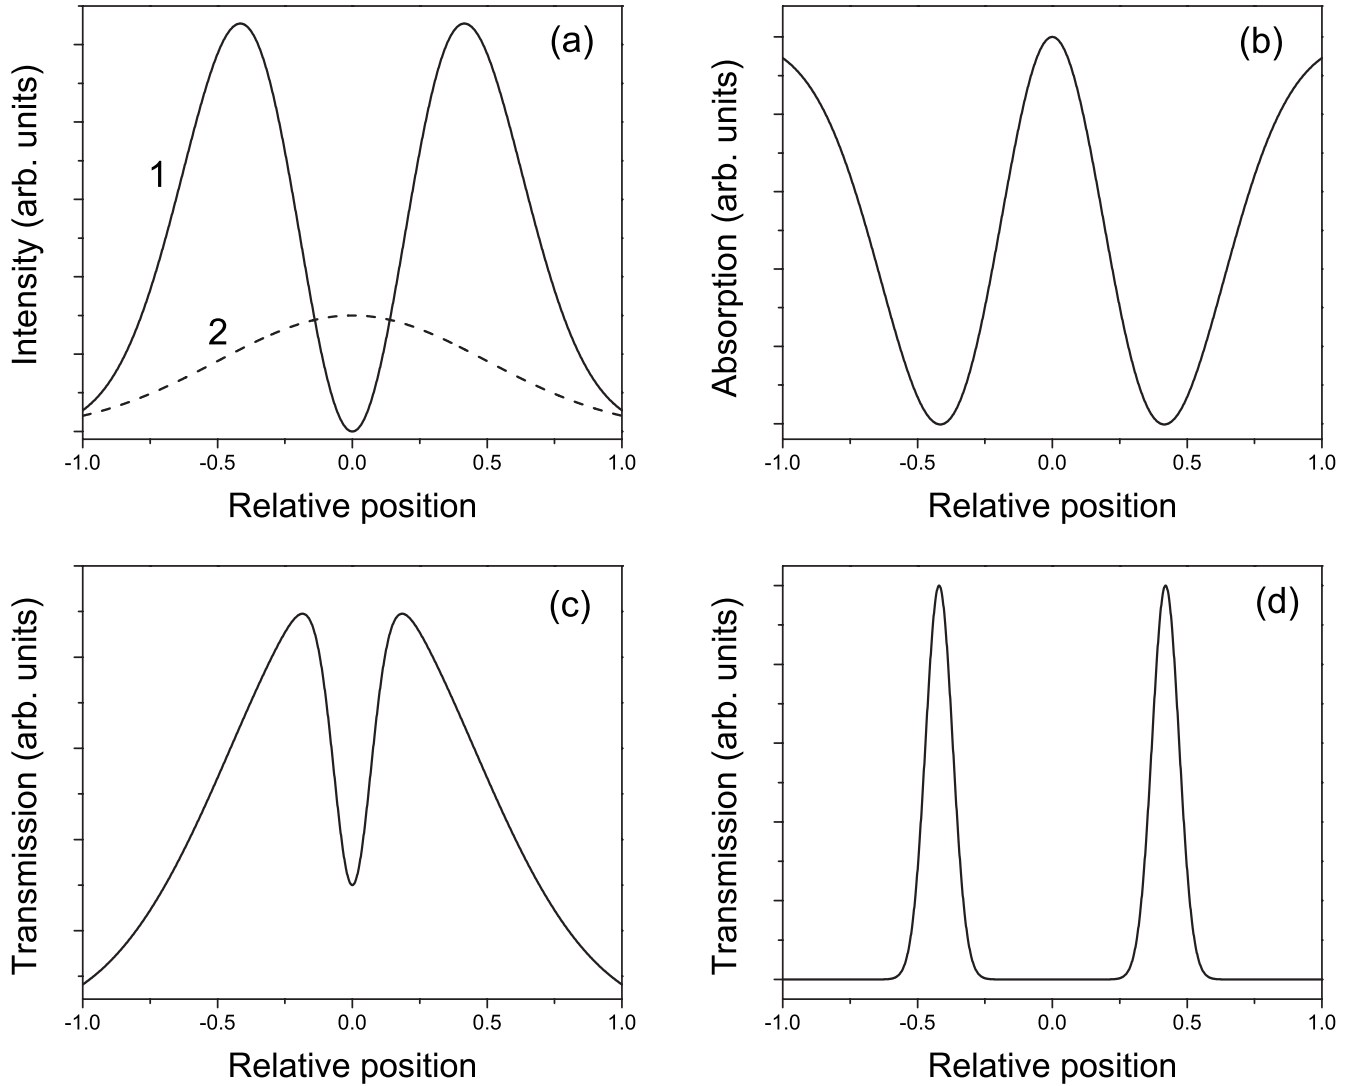 (a)
Intensity (arb. units)
1
2
-1.0 -0.5 0.0 0.5 1.0
Relative position
(b)
Absorption (arb. units)
-1.0 -0.5 0.0 0.5 1.0
Relative position
(c)
Transmission (arb. units)
-1.0 -0.5 0.0 0.5 1.0
Relative position
(d)
Transmission (arb. units)
-1.0 -0.5 0.0 0.5 1.0
Relative position